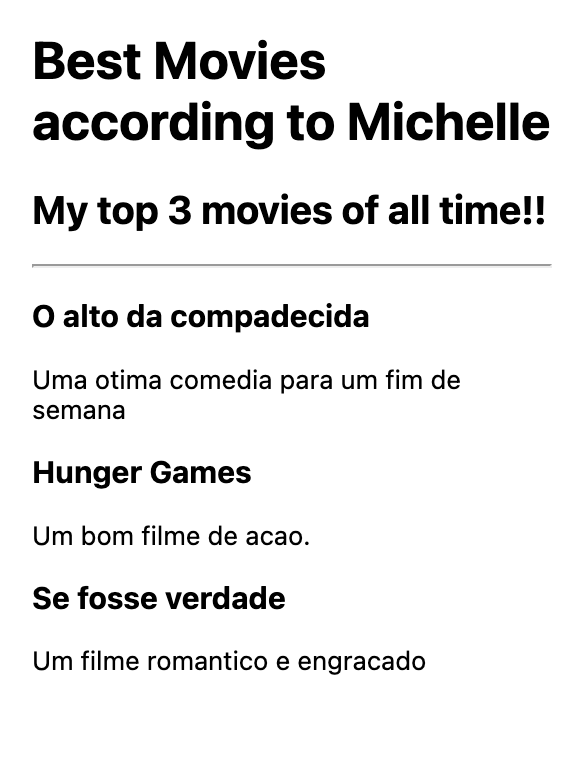 Best Movies
according to Michelle
My top 3 movies of all time!!
O alto da compadecida
Uma otima comedia para um fim de
semana
Hunger Games
Um bom filme de acao.
Se fosse verdade
Um filme romantico e engracado